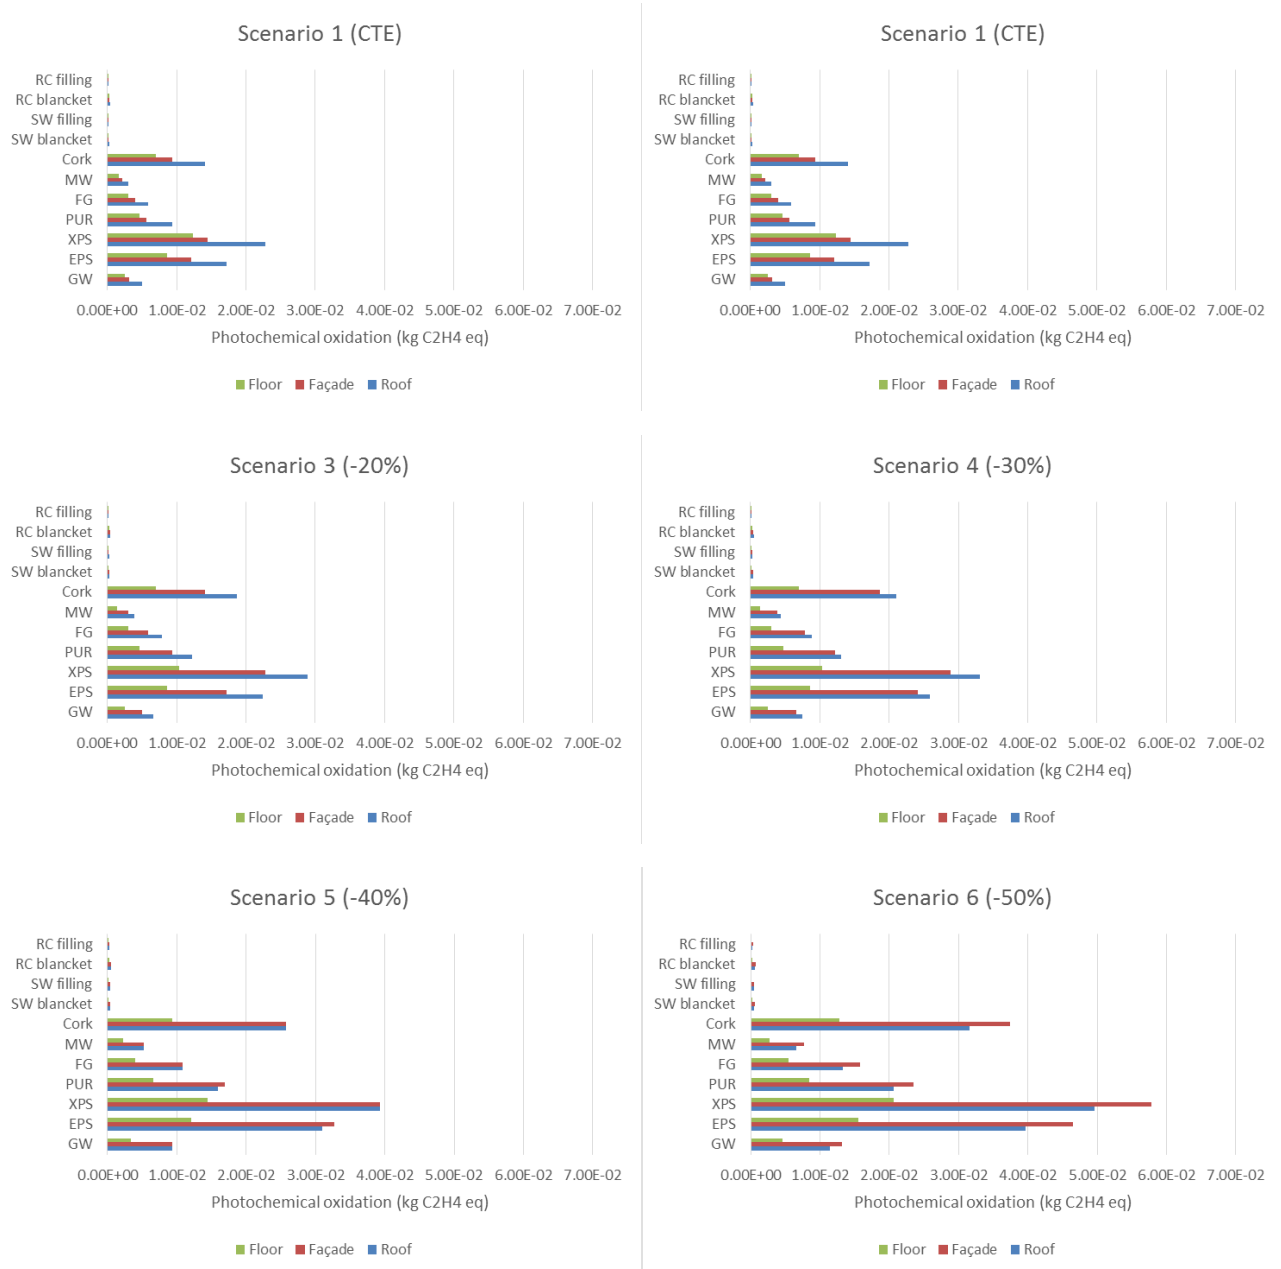 Scenario 1 (CTE)
RC filling
RC blancket
SW filling
SW blancket
Cork
MW
FG
PUR
XPS
EPS
GW
0.00E+00 1.00E-02 2.00E-02 3.00E-02 4.00E-02 5.00E-02 6.00E-02 7.00E-02
Photochemical oxidation (kg C2H4 eq)
Floor Façade Roof
Scenario 1 (CTE)
RC filling
RC blancket
SW filling
SW blancket
Cork
MW
FG
PUR
XPS
EPS
GW
0.00E+00 1.00E-02 2.00E-02 3.00E-02 4.00E-02 5.00E-02 6.00E-02 7.00E-02
Photochemical oxidation (kg C2H4 eq)
Floor Façade Roof
Scenario 3 (-20%)
RC filling
RC blancket
SW filling
SW blancket
Cork
MW
FG
PUR
XPS
EPS
GW
0.00E+00 1.00E-02 2.00E-02 3.00E-02 4.00E-02 5.00E-02 6.00E-02 7.00E-02
Photochemical oxidation (kg C2H4 eq)
Floor Façade Roof
Scenario 4 (-30%)
RC filling
RC blancket
SW filling
SW blancket
Cork
MW
FG
PUR
XPS
EPS
GW
0.00E+00 1.00E-02 2.00E-02 3.00E-02 4.00E-02 5.00E-02 6.00E-02 7.00E-02
Photochemical oxidation (kg C2H4 eq)
Floor Façade Roof
Scenario 5 (-40%)
RC filling
RC blancket
SW filling
SW blancket
Cork
MW
FG
PUR
XPS
EPS
GW
0.00E+00 1.00E-02 2.00E-02 3.00E-02 4.00E-02 5.00E-02 6.00E-02 7.00E-02
Photochemical oxidation (kg C2H4 eq)
Floor Façade Roof
Scenario 6 (-50%)
RC filling
RC blancket
SW filling
SW blancket
Cork
MW
FG
PUR
XPS
EPS
GW
0.00E+00 1.00E-02 2.00E-02 3.00E-02 4.00E-02 5.00E-02 6.00E-02 7.00E-02
Photochemical oxidation (kg C2H4 eq)
Floor Façade Roof